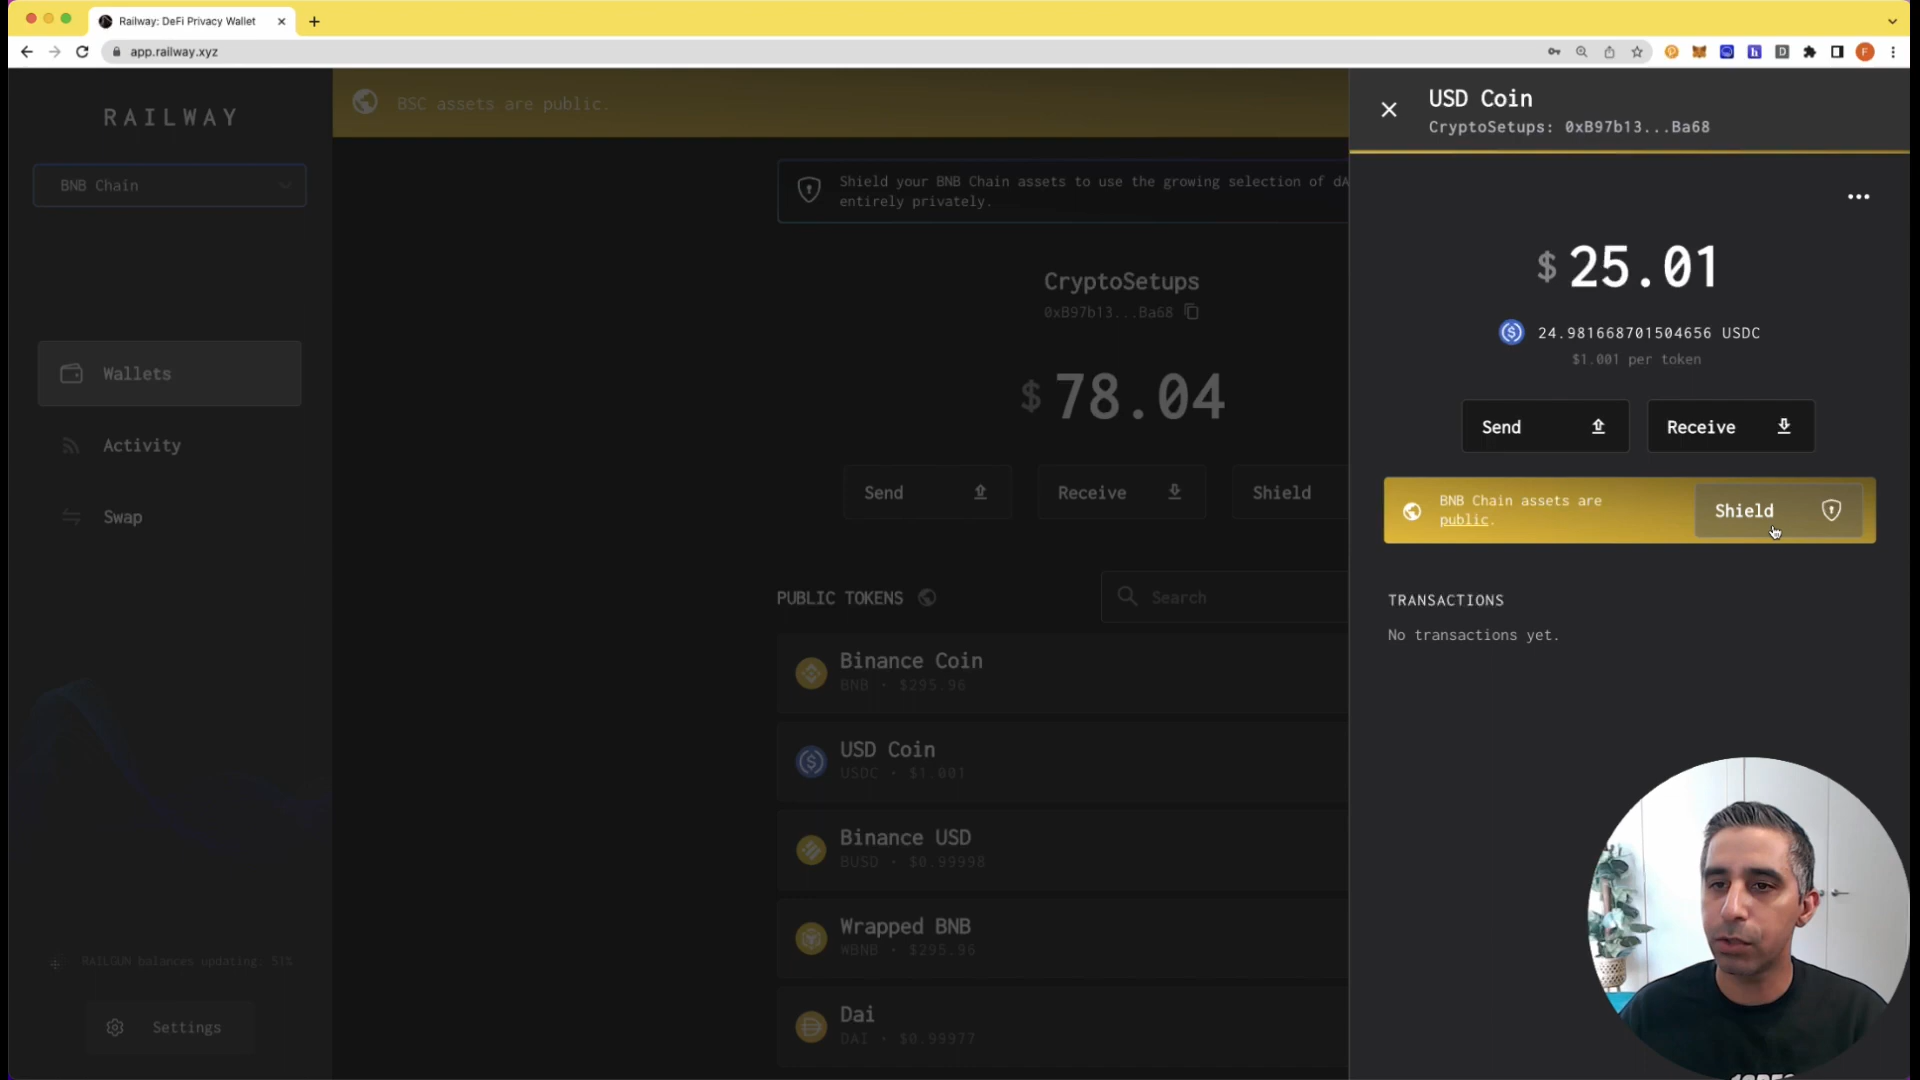 Railway: DeFi Privacy Wallet
app.railway.xyz
RAILWAY
BNB Chain
Wallets
Activity
Swap
RAILGUN balances updating. 51%
Settings
BSC assets are public.
Shield your BNB Chain assets to use the growing selection of dA
entirely privately.
CryptoSetups
0xB97b13...Ba68
$ 78.04
Send
Receive
Shield
PUBLIC TOKENS
Search
Binance Coin
BNB • $295.96
USD Coin
USDC • $1.001
Binance USD
BUSD • $0.99998
Wrapped BNB
WBNB • $295.96
Dai
DAI • $0.99977
USD Coin
CryptoSetups: 0xB97b13...Ba68
$ 25.01
24.981668701504656 USDC
$1.001 per token
Send
Receive
BNB Chain assets are
public.
Shield
TRANSACTIONS
No transactions yet.